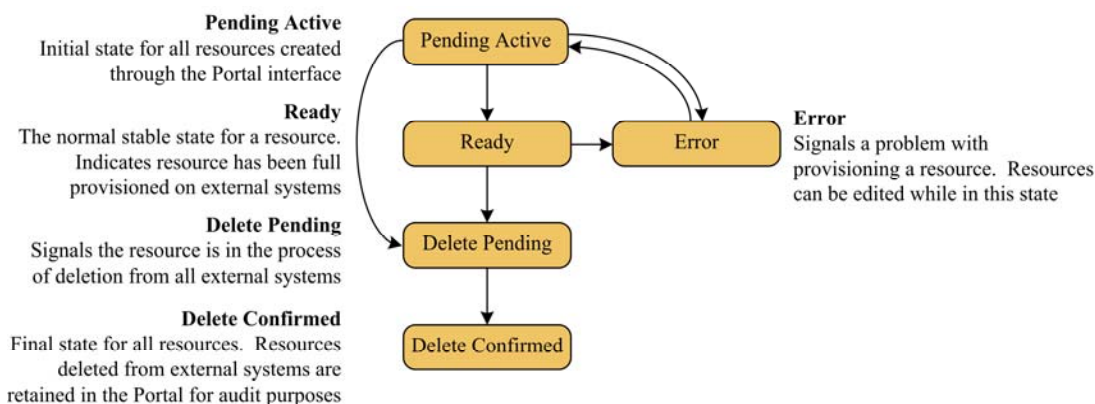 Pending Active
Initial state for all resources created
through the Portal interface
Ready
The normal stable state for a resource.
Indicates resource has been full
provisioned on external systems
Delete Pending
Signals the resource is in the process
of deletion from all external systems
Delete Confirmed
Final state for all resources. Resources
deleted from external systems are
retained in the Portal for audit purposes
Pending Active
Ready
Error
Delete Pending
Delete Confirmed
Error
Signals a problem with
provisioning a resource. Resources
can be edited while in this state